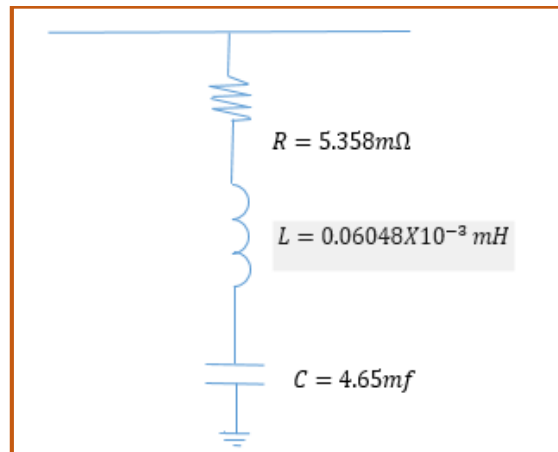 R = 5.358mΩ
L = 0.06048X10⁻³ mH
C = 4.65mf